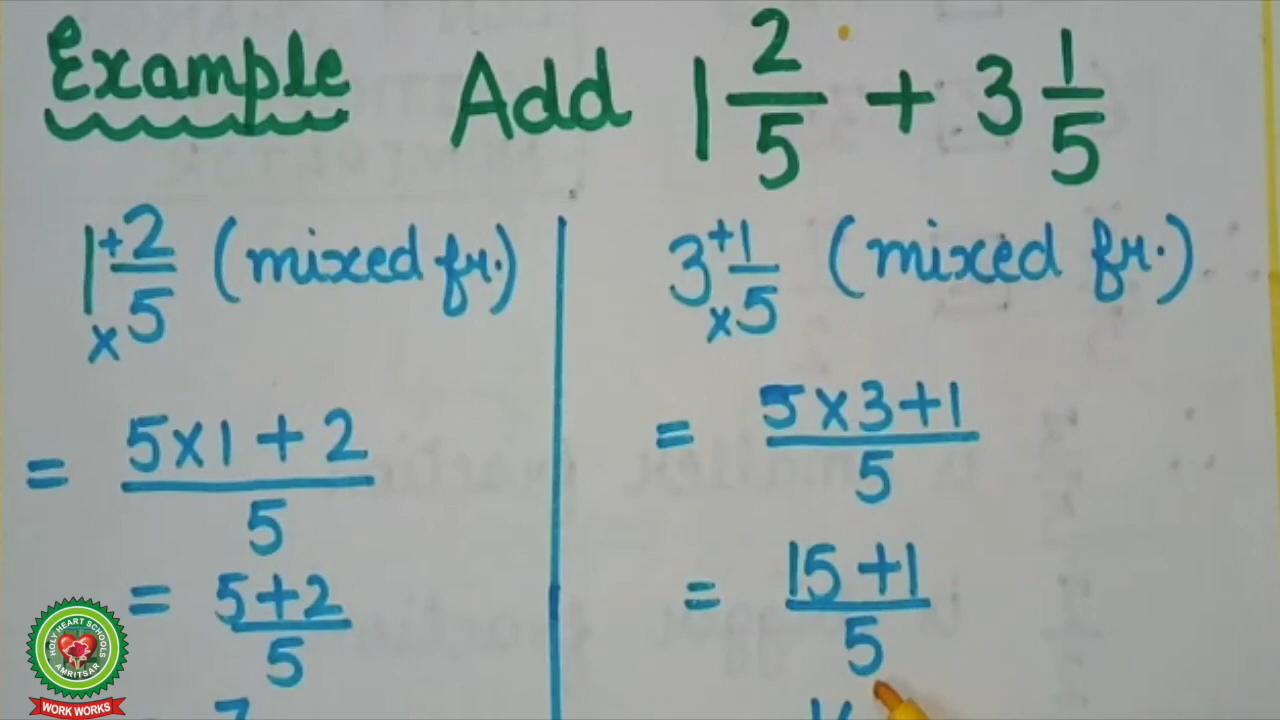 Example Add 1 2/5 + 3 1/5
1 + 2/5 × (mixed fr.)
= 5×1+2/5
= 5+2/5
7
3 + 1/5 × (mixed fr.)
= 5×3+1/5
= 15+1/5
HOLY HEART SCHOOLS
AMRITSAR
WORK WORKS